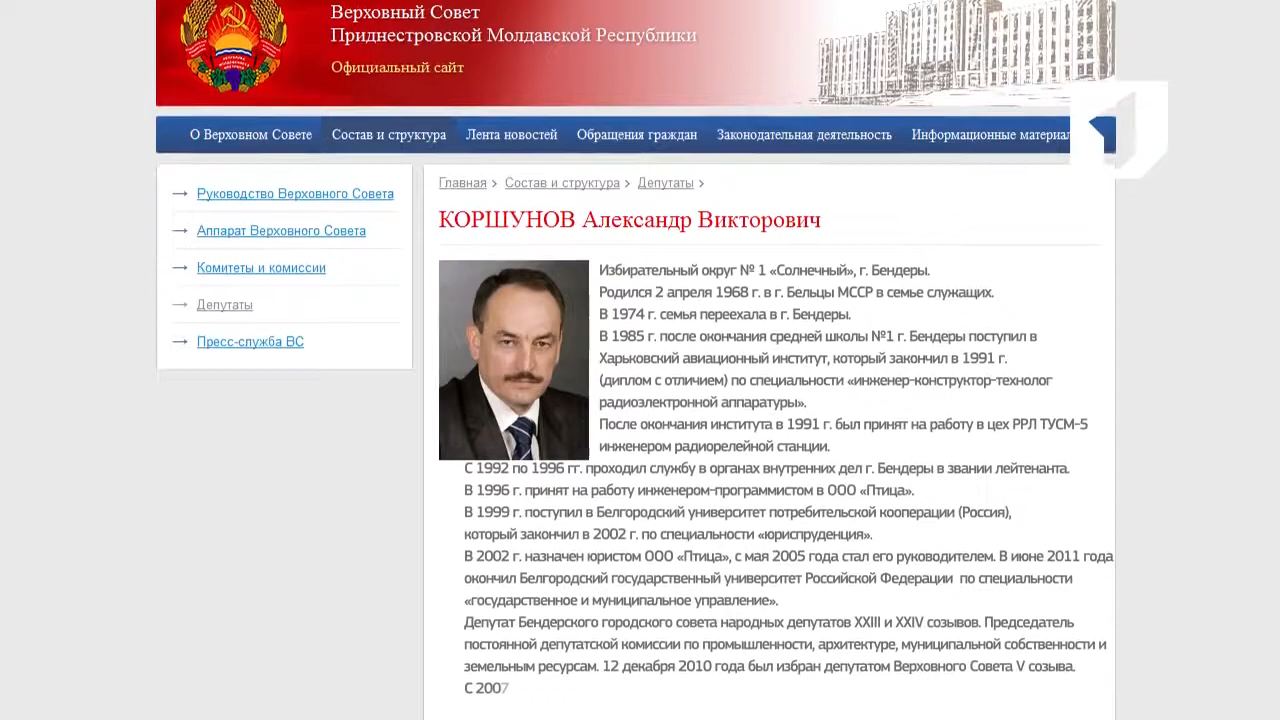 Верховный Совет
Приднестровской Молдавской Республики
Официальный сайт
О Верховном Совете Состав и структура Лента новостей Обращения граждан Законодательная деятельность Информационные
Руководство Верховного Совета
Аппарат Верховного Совета
Комитеты и комиссии
Депутаты
Пресс-служба ВС
Главная > Состав и структура > Депутаты >
КОРШУНОВ Александр Викторович
Избирательный округ № 1 «Солнечный», г. Бендеры.
Родился 2 апреля 1968 г. в г. Бельцы МССР в семье служащих.
В 1974 г. семья переехала в г. Бендеры.
В 1985 г. после окончания средней школы №1 г. Бендеры поступил в
Харьковский авиационный институт, который закончил в 1991 г.
(диплом с отличием) по специальности «инженер-конструктор-технолог
радиоэлектронной аппаратуры».
После окончания института в 1991 г. был принят на работу в цех РРЛ ТУСМ-5
инженером радиорелейной станции.
С 1992 по 1996 гг. проходил службу в органах внутренних дел г. Бендеры в звании лейтенанта.
В 1996 г. принят на работу инженером-программистом в ООО «Птица».
В 1999 г. поступил в Белгородский университет потребительской кооперации (Россия),
который закончил в 2002 г. по специальности «юриспруденция».
В 2002 г. назначен юристом ООО «Птица», с мая 2005 года стал его руководителем. В июне 2011 года
окончил Белгородский государственный университет Российской Федерации по специальности
«государственное и муниципальное управление».
Депутат Бендерского городского совета народных депутатов XXIII и XXIV созывов. Председатель
постоянной депутатской комиссии по промышленности, архитектуре, муниципальной собственности и
земельным ресурсам. 12 декабря 2010 года был избран депутатом Верховного Совета V созыва.
С 2007